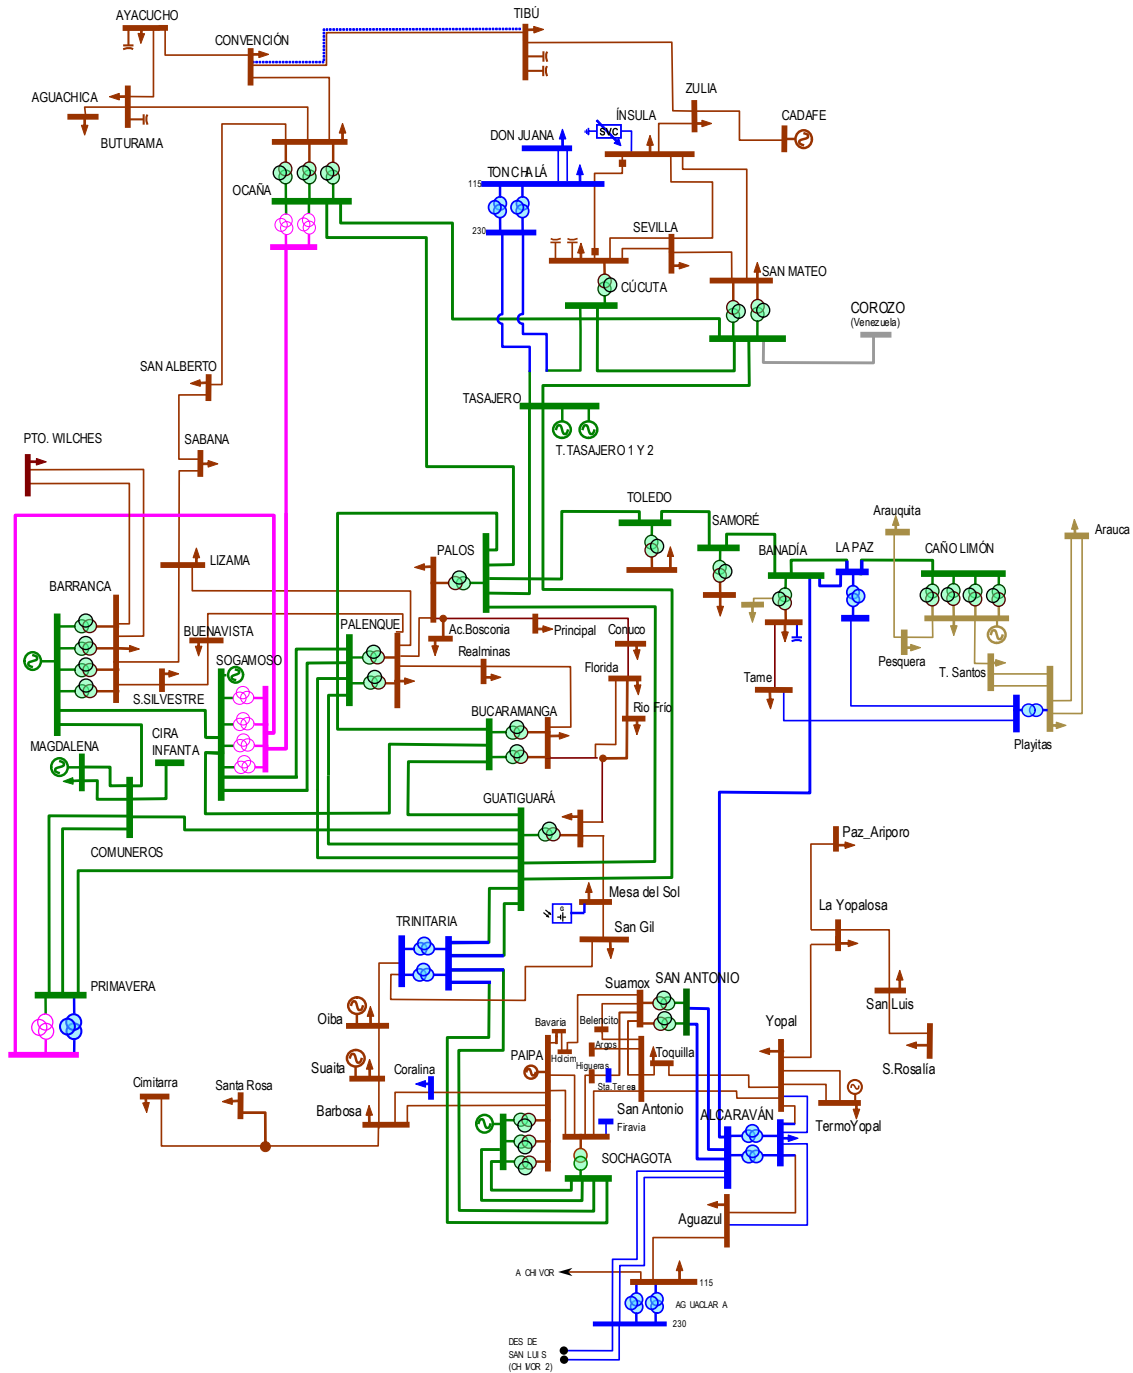 AYACUCHO
TIBÚ
CONVENCIÓN
AGUACHICA
BUTURAMA
ZULIA
ÍNSULA
CADAFE
SVC
DON JUANA
TONCHALÁ
115
230
OCAÑA
SEVILLA
SAN MATEO
CÚCUTA
COROZO
(Venezuela)
SAN ALBERTO
TASAJERO
T. TASAJERO 1 Y 2
PTO. WILCHES
SABANA
TOLEDO
SAMORÉ
Arauquita
Arauca
BANADÍA
LA PAZ
CAÑO LIMÓN
PALOS
LIZAMA
BARRANCA
BUENAVISTA
PALENQUE
Ac.Bosconia
Principal
Conuco
Realminas
Florida
Pesquera
SOGAMOSO
S.SILVESTRE
Tame
T. Santos
Rio Frío
BUCARAMANGA
Playitas
MAGDALENA
CIRA
INFANTA
GUATIGUARÁ
COMUNEROS
Paz_Ariporo
Mesa del Sol
La Yopalosa
TRINITARIA
San Gil
PRIMAVERA
Suamox
SAN ANTONIO
San Luis
Oiba
Bavaria
Belencito
Yopal
Holcim
Argos
Toquilla
S.Rosalía
PAIPA
Higueras
Suaita
Coralina
Sta.Teresa
Cimitarra
Santa Rosa
Barbosa
San Antonio
Firavia
ALCARAVÁN
TermoYopal
SOCHAGOTA
Aguazul
A CHIVOR
115
AGUACLARA
230
DESDE
SAN LUIS
(CHIVOR 2)